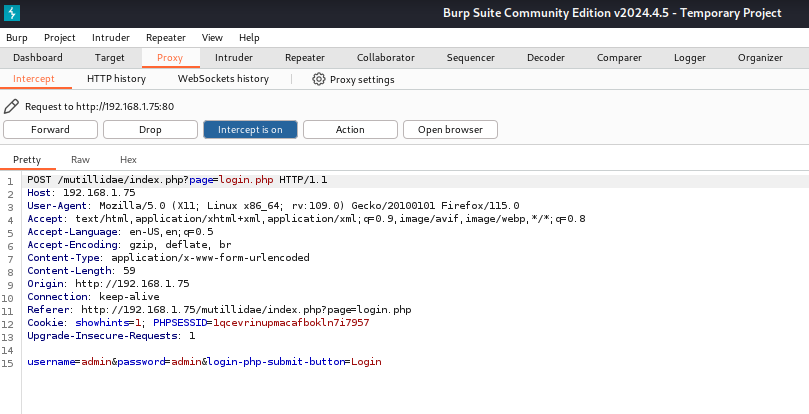 Burp Suite Community Edition v2024.4.5 - Temporary Project
Burp Project Intruder Repeater View Help
Dashboard Target Proxy Intruder Repeater Collaborator Sequencer Decoder Comparer Logger Organizer
Intercept HTTP history WebSockets history Proxy settings
Request to http://192.168.1.75:80
Forward Drop Intercept is on Action Open browser
Pretty Raw Hex
1 POST /mutillidae/index.php?page=login.php HTTP/1.1
2 Host: 192.168.1.75
3 User-Agent: Mozilla/5.0 (X11; Linux x86_64; rv:109.0) Gecko/20100101 Firefox/115.0
4 Accept: text/html,application/xhtml+xml,application/xml;q=0.9,image/avif,image/webp,*/*;q=0.8
5 Accept-Language: en-US,en;q=0.5
6 Accept-Encoding: gzip, deflate, br
7 Content-Type: application/x-www-form-urlencoded
8 Content-Length: 59
9 Origin: http://192.168.1.75
10 Connection: keep-alive
11 Referer: http://192.168.1.75/mutillidae/index.php?page=login.php
12 Cookie: showhints=1; PHPSESSID=1qcevrinupmacafbokln7i7957
13 Upgrade-Insecure-Requests: 1
14
15 username=admin&password=admin&login-php-submit-button=Login